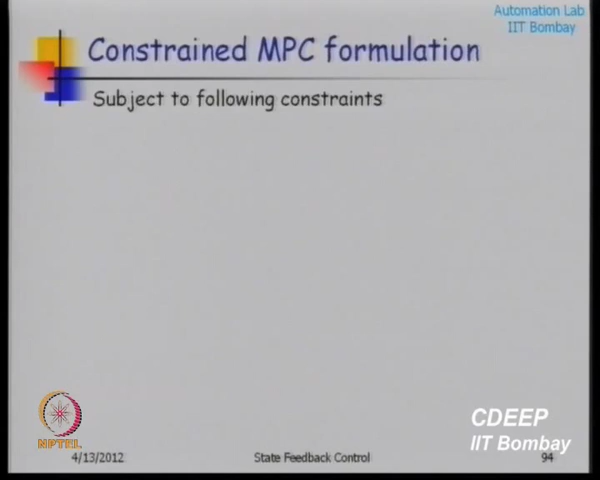 Automation Lab
IIT Bombay
Constrained MPC formulation
Subject to following constraints
NPTEL
CDEEP
IIT Bombay
4/13/2012
State Feedback Control
94